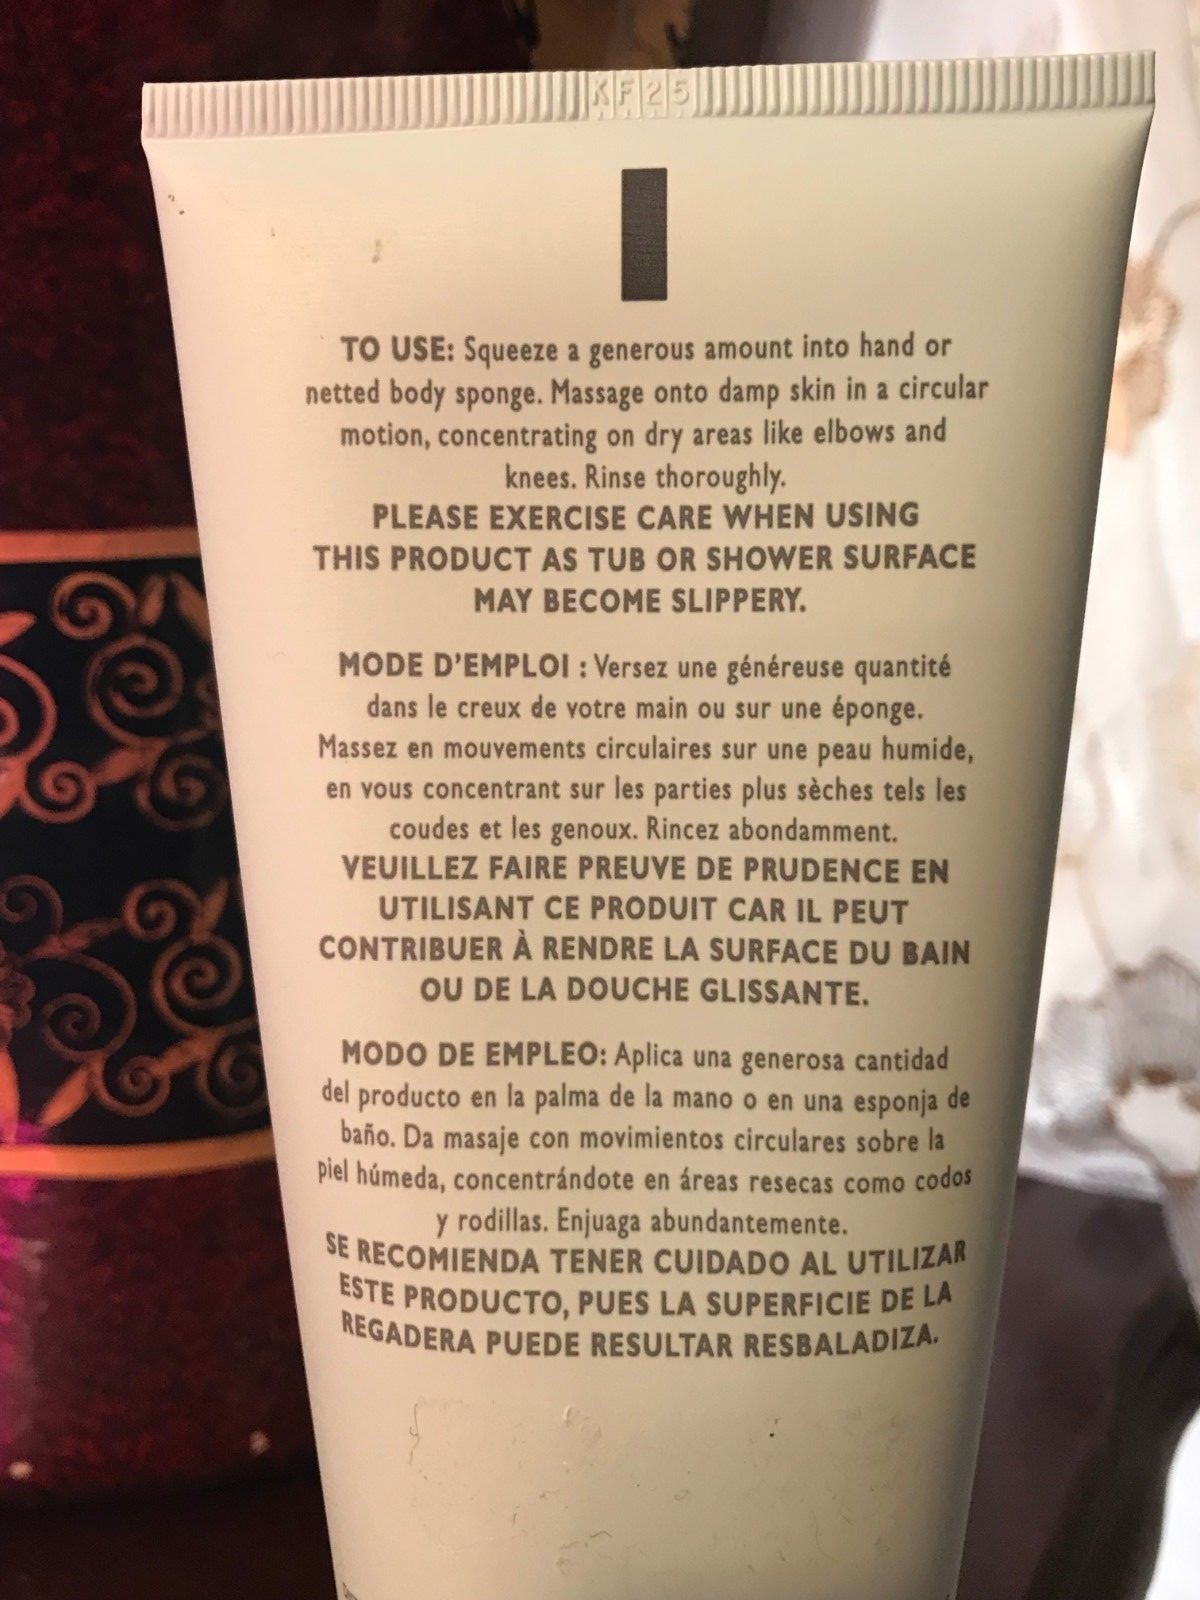 KF25
TO USE: Squeeze a generous amount into hand or
netted body sponge. Massage onto damp skin in a circular
motion, concentrating on dry areas like elbows and
knees. Rinse thoroughly.
PLEASE EXERCISE CARE WHEN USING
THIS PRODUCT AS TUB OR SHOWER SURFACE
MAY BECOME SLIPPERY.
MODE D'EMPLOI : Versez une généreuse quantité
dans le creux de votre main ou sur une éponge.
Massez en mouvements circulaires sur une peau humide,
en vous concentrant sur les parties plus sèches tels les
coudes et les genoux. Rincez abondamment.
VEUILLEZ FAIRE PREUVE DE PRUDENCE EN
UTILISANT CE PRODUIT CAR IL PEUT
CONTRIBUER À RENDRE LA SURFACE DU BAIN
OU DE LA DOUCHE GLISSANTE.
MODO DE EMPLEO: Aplica una generosa cantidad
del producto en la palma de la mano o en una esponja de
baño. Da masaje con movimientos circulares sobre la
piel húmeda, concentrándote en áreas resecas como codos
y rodillas. Enjuaga abundantemente.
SE RECOMIENDA TENER CUIDADO AL UTILIZAR
ESTE PRODUCTO, PUES LA SUPERFICIE DE LA
REGADERA PUEDE RESULTAR RESBALADIZA.